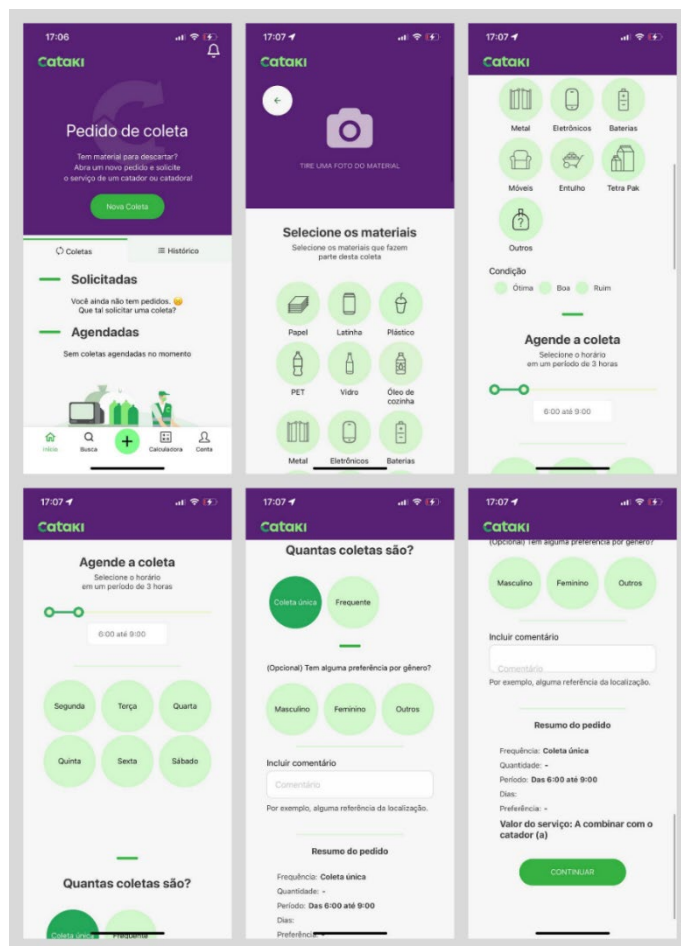 17:06
cataki
Pedido de coleta
Tem material para descartar?
Abra um novo pedido e solicite
o serviço de um catador ou catadora!
Nova Coleta
Coletas
Histórico
Solicitadas
Você ainda não tem pedidos.
Que tal solicitar uma coleta?
Agendadas
Sem coletas agendadas no momento
Início
Busca
Calculadora
Conta
17:07
cataki
TIRE UMA FOTO DO MATERIAL
Selecione os materiais
Selecione os materiais que fazem
parte desta coleta
Papel
Latinha
Plástico
PET
Vidro
Óleo de
cozinha
Metal
Eletrônicos
Baterias
17:07
cataki
Metal
Eletrônicos
Baterias
Móveis
Entulho
Tetra Pak
?
Outros
Condição
Ótima
Boa
Ruim
Agende a coleta
Selecione o horário
em um período de 3 horas
6:00 até 9:00
17:07
cataki
Agende a coleta
Selecione o horário
em um período de 3 horas
6:00 até 9:00
Segunda
Terça
Quarta
Quinta
Sexta
Sábado
Quantas coletas são?
Coleta única
Frequente
17:07
cataki
Quantas coletas são?
Coleta única
Frequente
(Opcional) Tem alguma preferência por gênero?
Masculino
Feminino
Outros
Incluir comentário
Comentário
Por exemplo, alguma referência da localização.
Resumo do pedido
Frequência: Coleta única
Quantidade: -
Período: Das 6:00 até 9:00
Dias:
Preferência: -
17:07
cataki
(Opcional) Tem alguma preferência por gênero?
Masculino
Feminino
Outros
Incluir comentário
Comentário
Por exemplo, alguma referência da localização.
Resumo do pedido
Frequência: Coleta única
Quantidade: -
Período: Das 6:00 até 9:00
Dias:
Preferência: -
Valor do serviço: A combinar com o
catador (a)
CONTINUAR